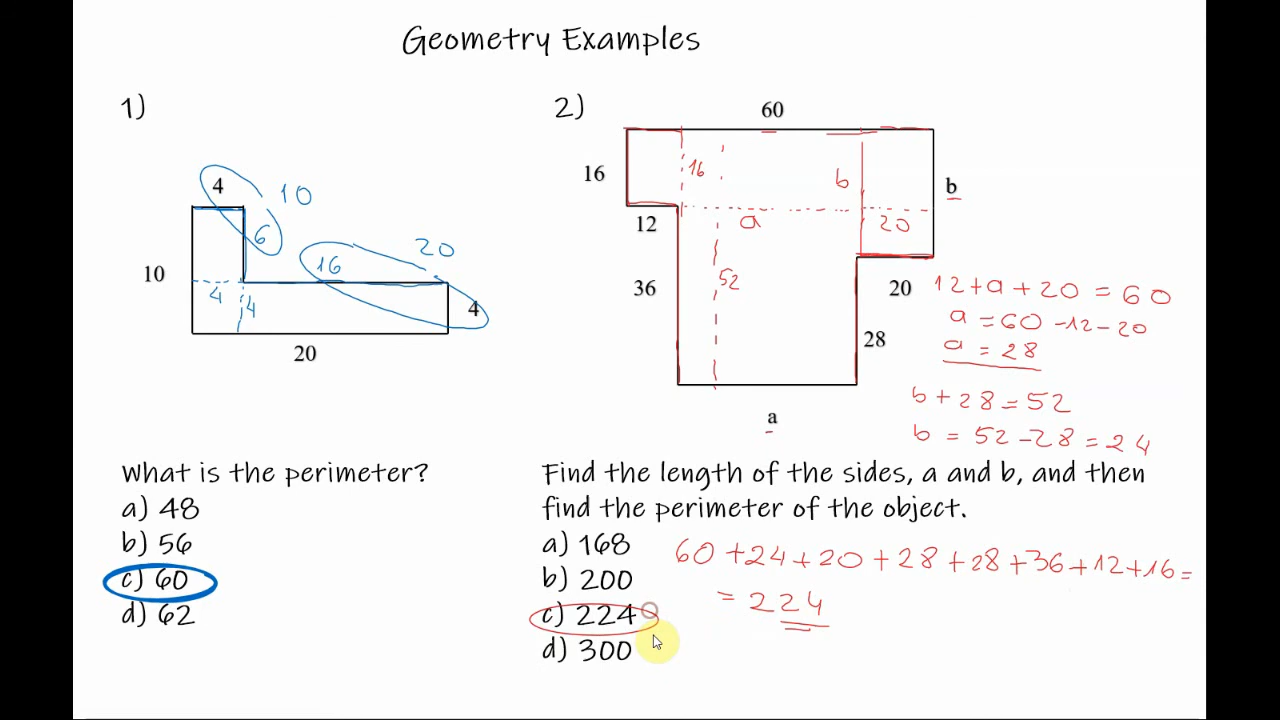 Geometry Examples
1)
4
10
6
16
20
10
4
4
4
20
What is the perimeter?
a) 48
b) 56
c) 60
d) 62
2)
60
16
16
b
b
12
a
20
36
52
20
28
a
12+a+20=60
a=60-12-20
a=28
b+28=52
b=52-28=24
Find the length of the sides, a and b, and then
find the perimeter of the object.
a) 168
b) 200
c) 224
d) 300
60+24+20+28+28+36+12+16=
=224